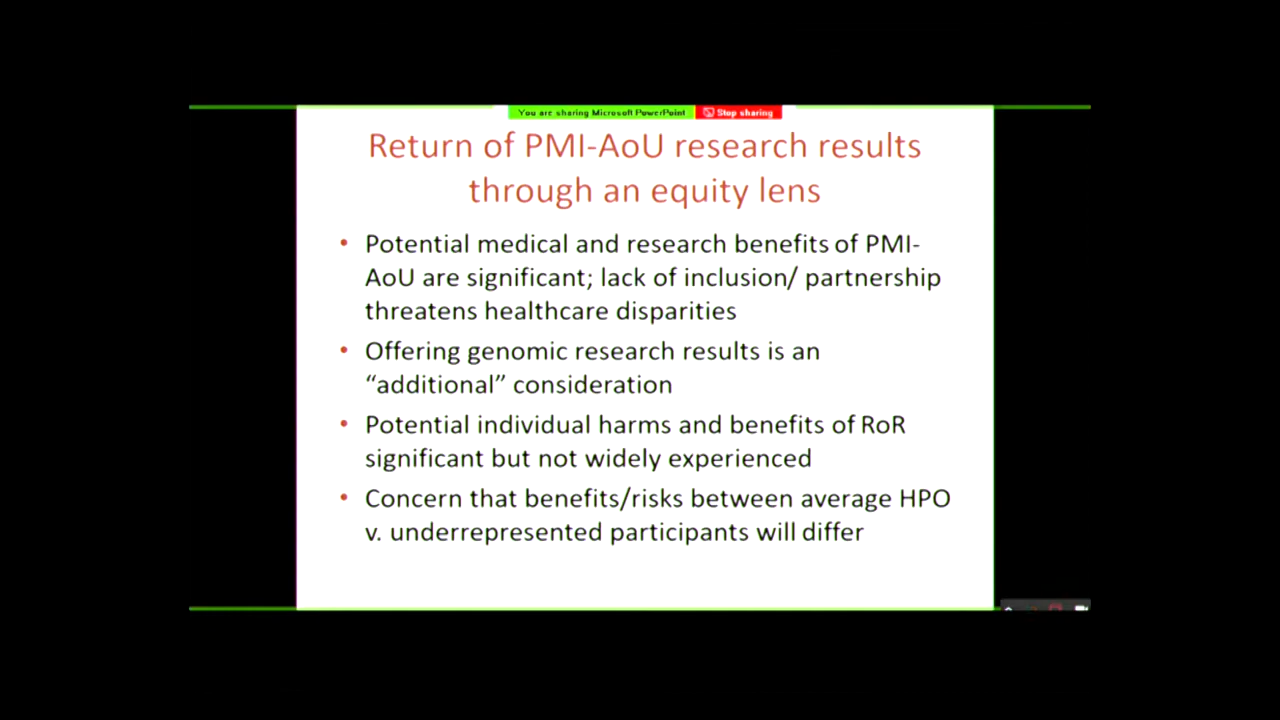 You are sharing Microsoft PowerPoint Stop sharing
Return of PMI-AoU research results
through an equity lens
• Potential medical and research benefits of PMI-
AoU are significant; lack of inclusion/ partnership
threatens healthcare disparities
• Offering genomic research results is an
“additional” consideration
• Potential individual harms and benefits of RoR
significant but not widely experienced
• Concern that benefits/risks between average HPO
v. underrepresented participants will differ